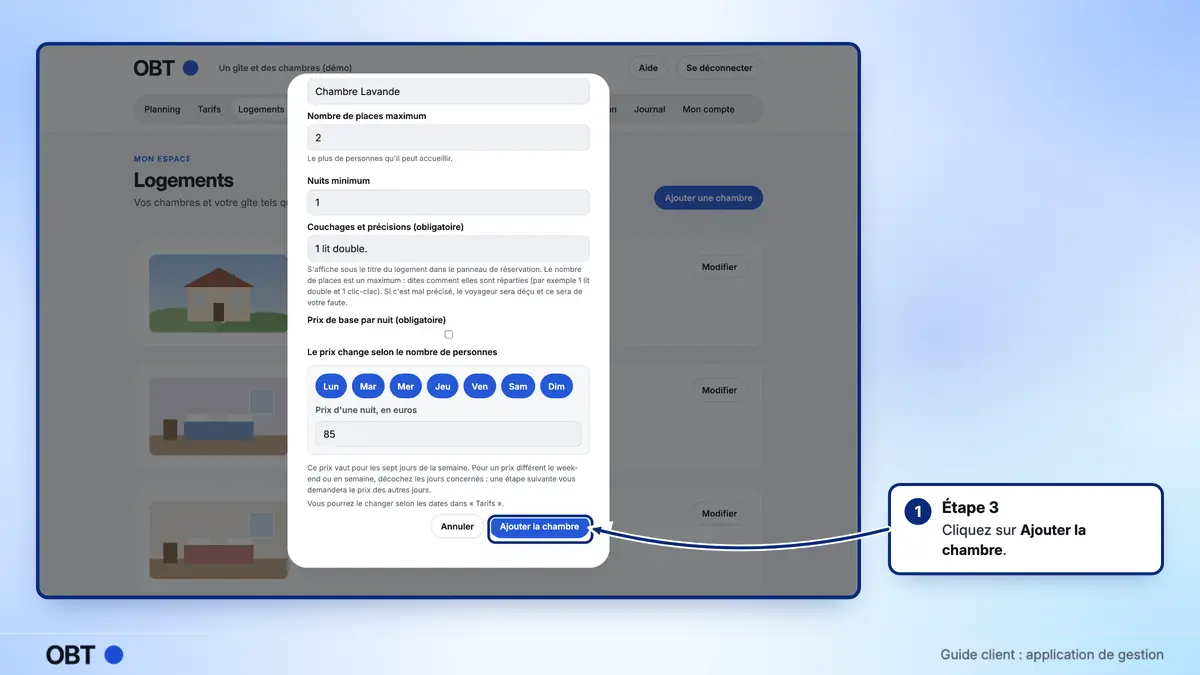 OBT
Un gîte et des chambres (démo)
Aide
Se déconnecter
Planning
Tarifs
Logements
Journal
Mon compte
MON ESPACE
Logements
Vos chambres et votre gîte tels
Ajouter une chambre
Modifier
Modifier
Modifier
Chambre Lavande
Nombre de places maximum
2
Le plus de personnes qu'il peut accueillir.
Nuits minimum
1
Couchages et précisions (obligatoire)
1 lit double.
S'affiche sous le titre du logement dans le panneau de réservation. Le nombre
de places est un maximum : dites comment elles sont réparties (par exemple 1 lit
double et 1 clic-clac). Si c'est mal précisé, le voyageur sera déçu et ce sera de
votre faute.
Prix de base par nuit (obligatoire)
Le prix change selon le nombre de personnes
Lun
Mar
Mer
Jeu
Ven
Sam
Dim
Prix d'une nuit, en euros
85
Ce prix vaut pour les sept jours de la semaine. Pour un prix différent le week-
end ou en semaine, décochez les jours concernés : une étape suivante vous
demandera le prix des autres jours.
Vous pourrez le changer selon les dates dans « Tarifs ».
Annuler
Ajouter la chambre
1
Étape 3
Cliquez sur Ajouter la
chambre.
OBT
Guide client : application de gestion